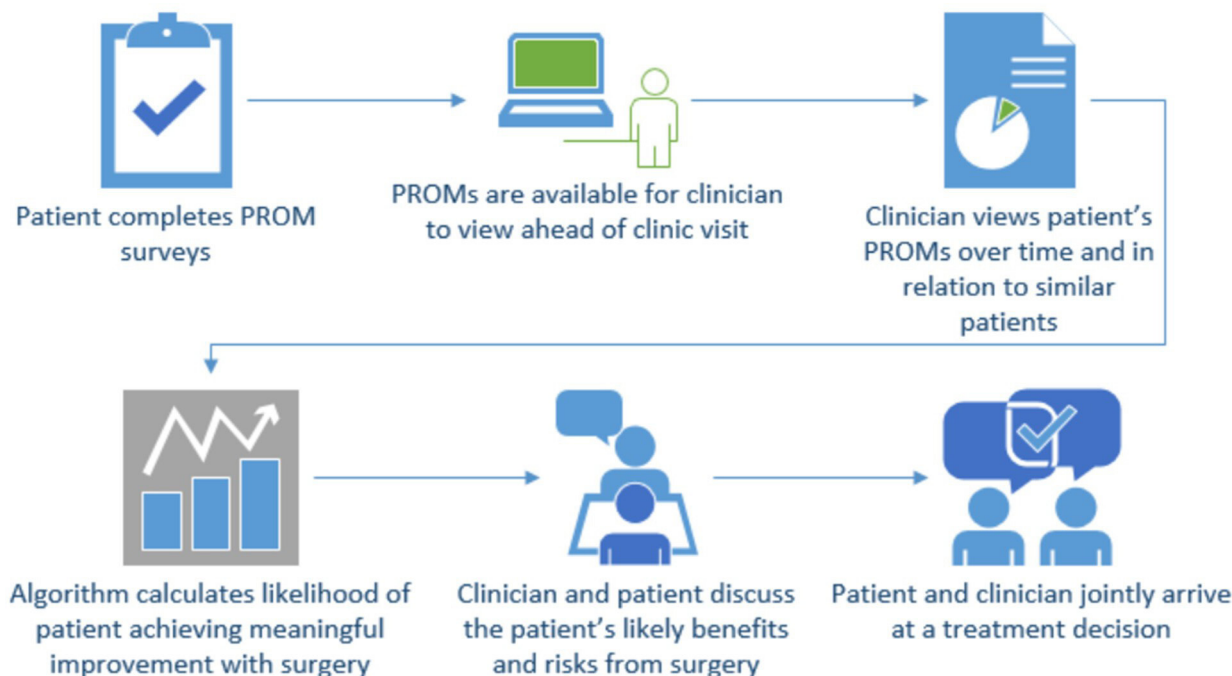 Patient completes PROM
surveys
PROMs are available for clinician
to view ahead of clinic visit
Clinician views patient’s
PROMs over time and in
relation to similar
patients
Algorithm calculates likelihood of
patient achieving meaningful
improvement with surgery
Clinician and patient discuss
the patient’s likely benefits
and risks from surgery
Patient and clinician jointly arrive
at a treatment decision